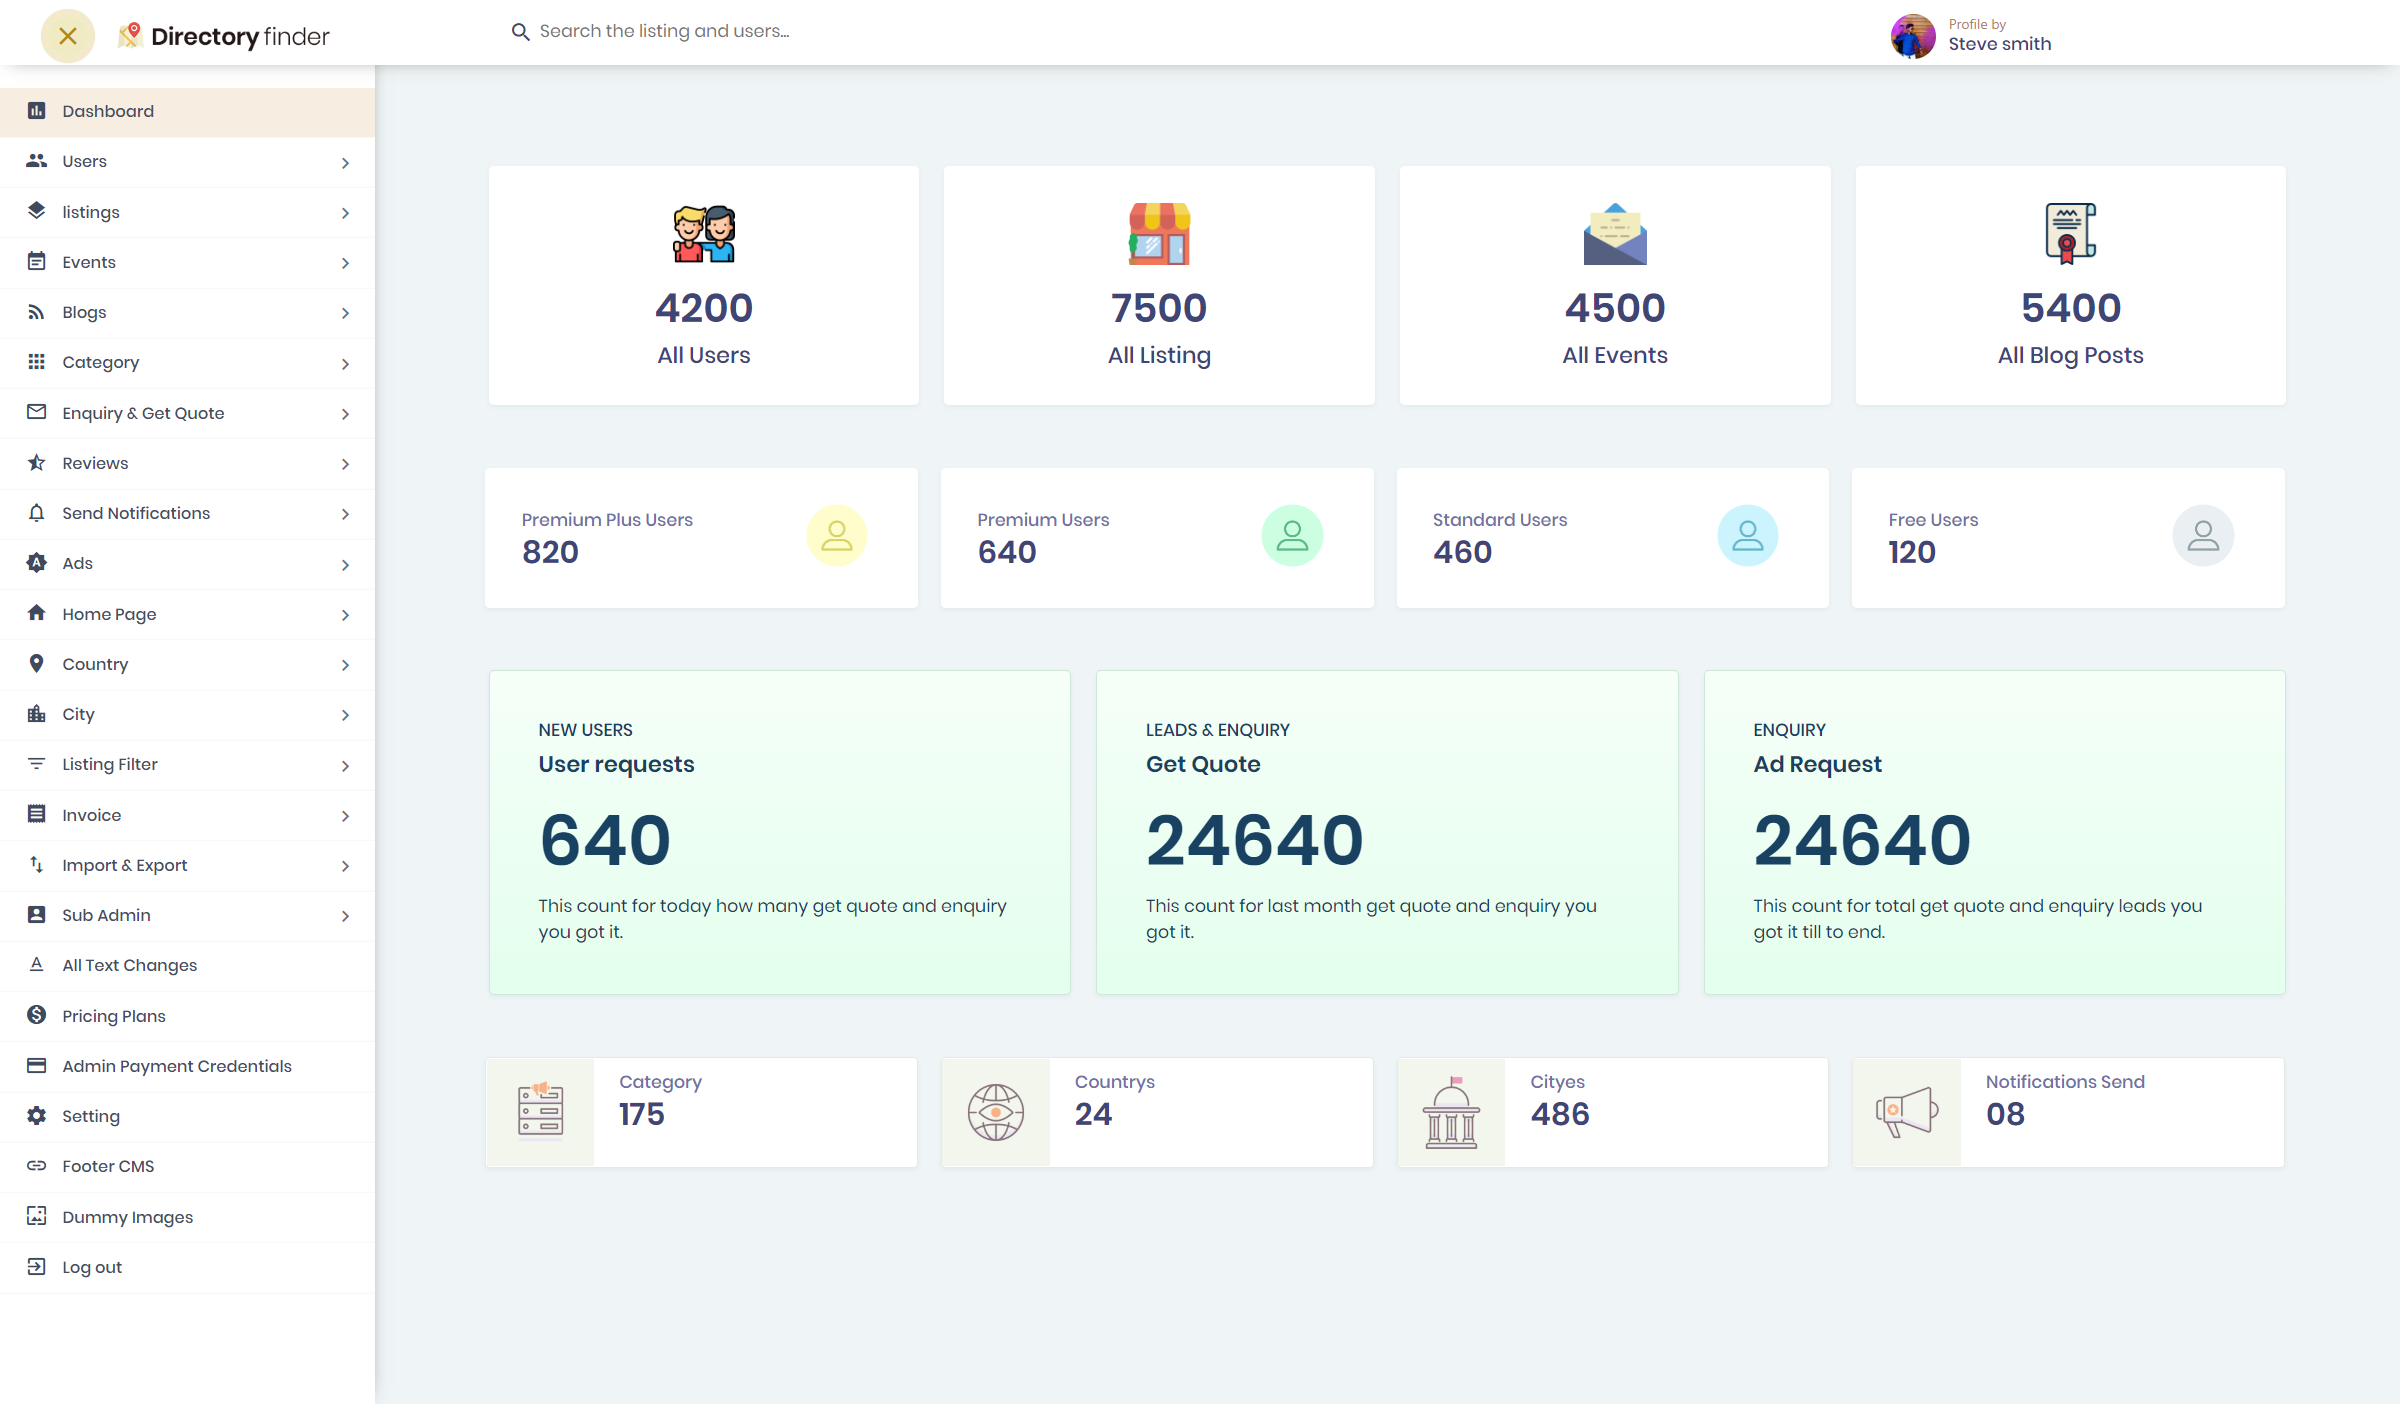 Directory finder
Search the listing and users...
Profile by
Steve smith
Dashboard
Users
listings
Events
Blogs
Category
Enquiry & Get Quote
Reviews
Send Notifications
Ads
Home Page
Country
City
Listing Filter
Invoice
Import & Export
Sub Admin
All Text Changes
Pricing Plans
Admin Payment Credentials
Setting
Footer CMS
Dummy Images
Log out
4200
All Users
7500
All Listing
4500
All Events
5400
All Blog Posts
Premium Plus Users
820
Premium Users
640
Standard Users
460
Free Users
120
NEW USERS
User requests
640
This count for today how many get quote and enquiry
you got it.
LEADS & ENQUIRY
Get Quote
24640
This count for last month get quote and enquiry you
got it.
ENQUIRY
Ad Request
24640
This count for total get quote and enquiry leads you
got it till to end.
Category
175
Countrys
24
Cityes
486
Notifications Send
08